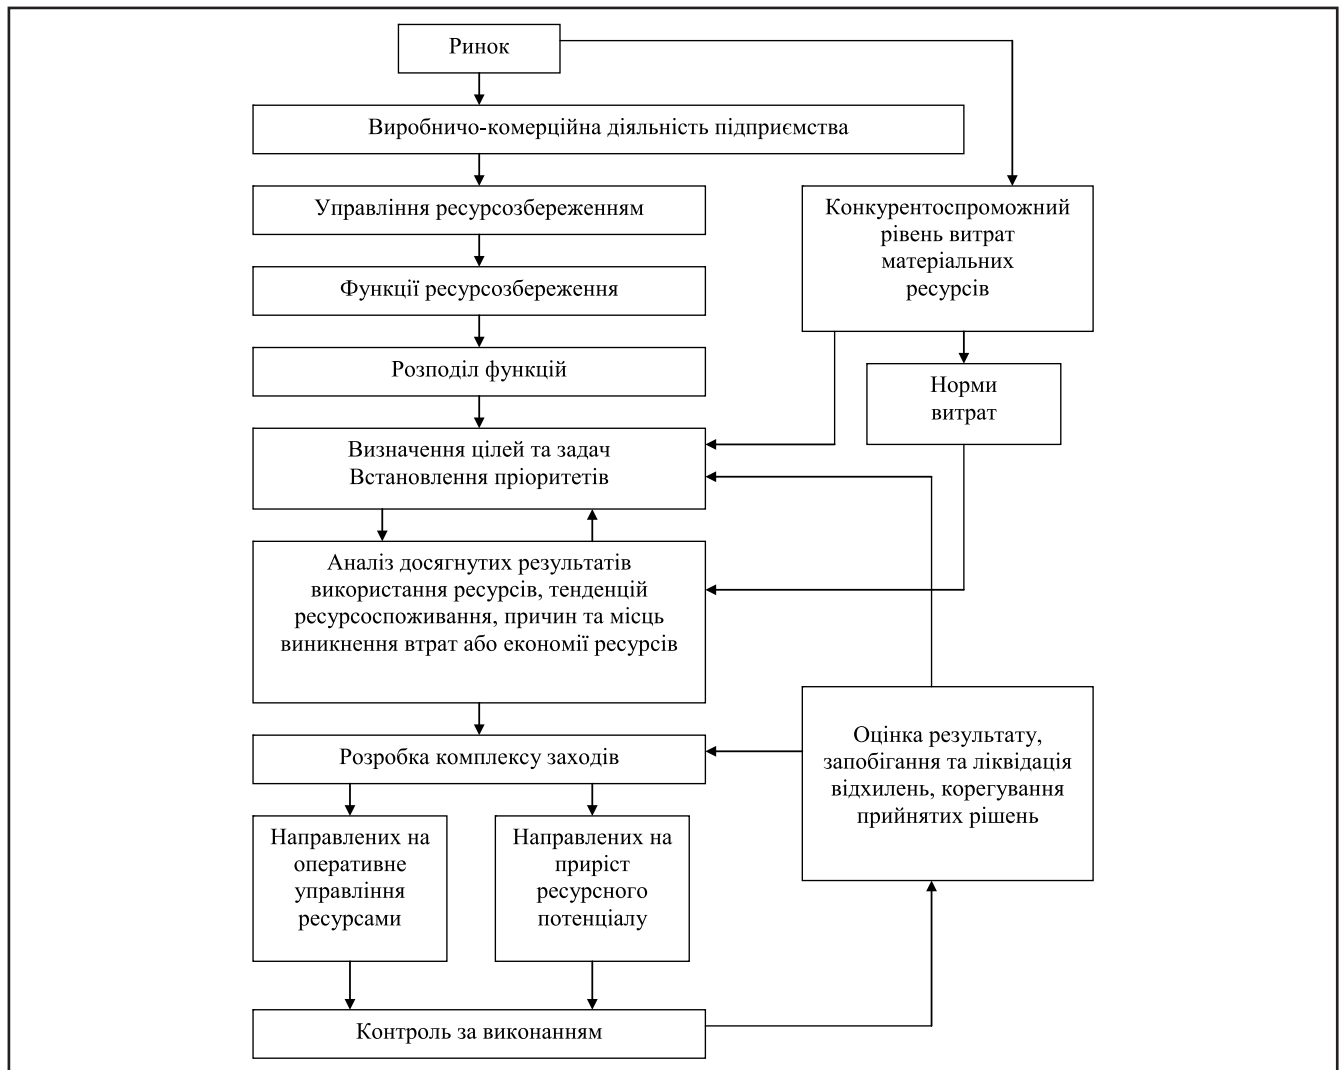 Ринок
Виробничо-комерційна діяльність підприємства
Управління ресурсозбереженням
Конкурентоспроможний
рівень витрат
матеріальних
ресурсів
Функції ресурсозбереження
Розподіл функцій
Норми
витрат
Визначення цілей та задач
Встановлення пріоритетів
Аналіз досягнутих результатів
використання ресурсів, тенденцій
ресурсоспоживання, причин та місць
виникнення втрат або економії ресурсів
Розробка комплексу заходів
Оцінка результату,
запобігання та ліквідація
відхилень, корегування
прийнятих рішень
Направлених на
оперативне
управління
ресурсами
Направлених на
приріст
ресурсного
потенціалу
Контроль за виконанням